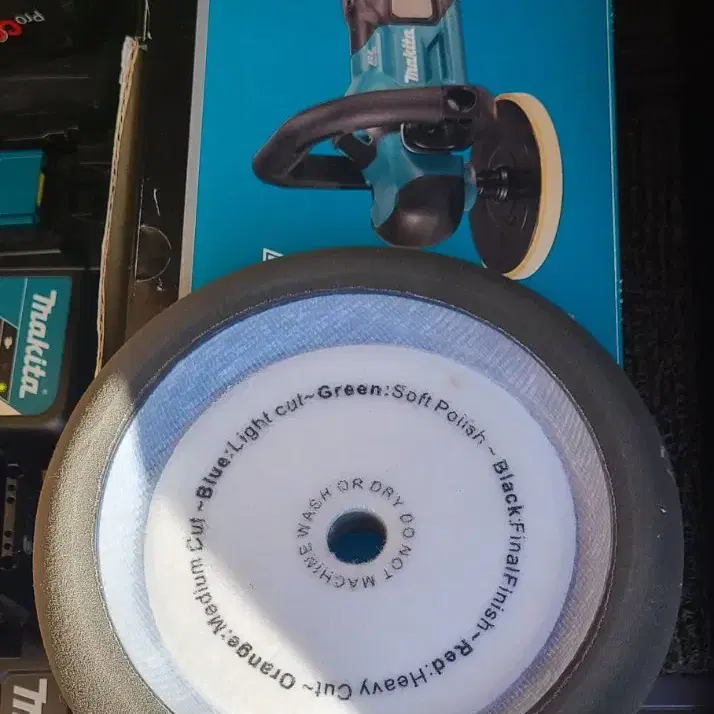 Pro
makita
makita
Blue:Light cut~Green:Soft Polish ~ Black:FinalFinish~Red:Heavy Cut~ Orange:Medium Cut ~
DO NOT MACHINE WASH OR DRY